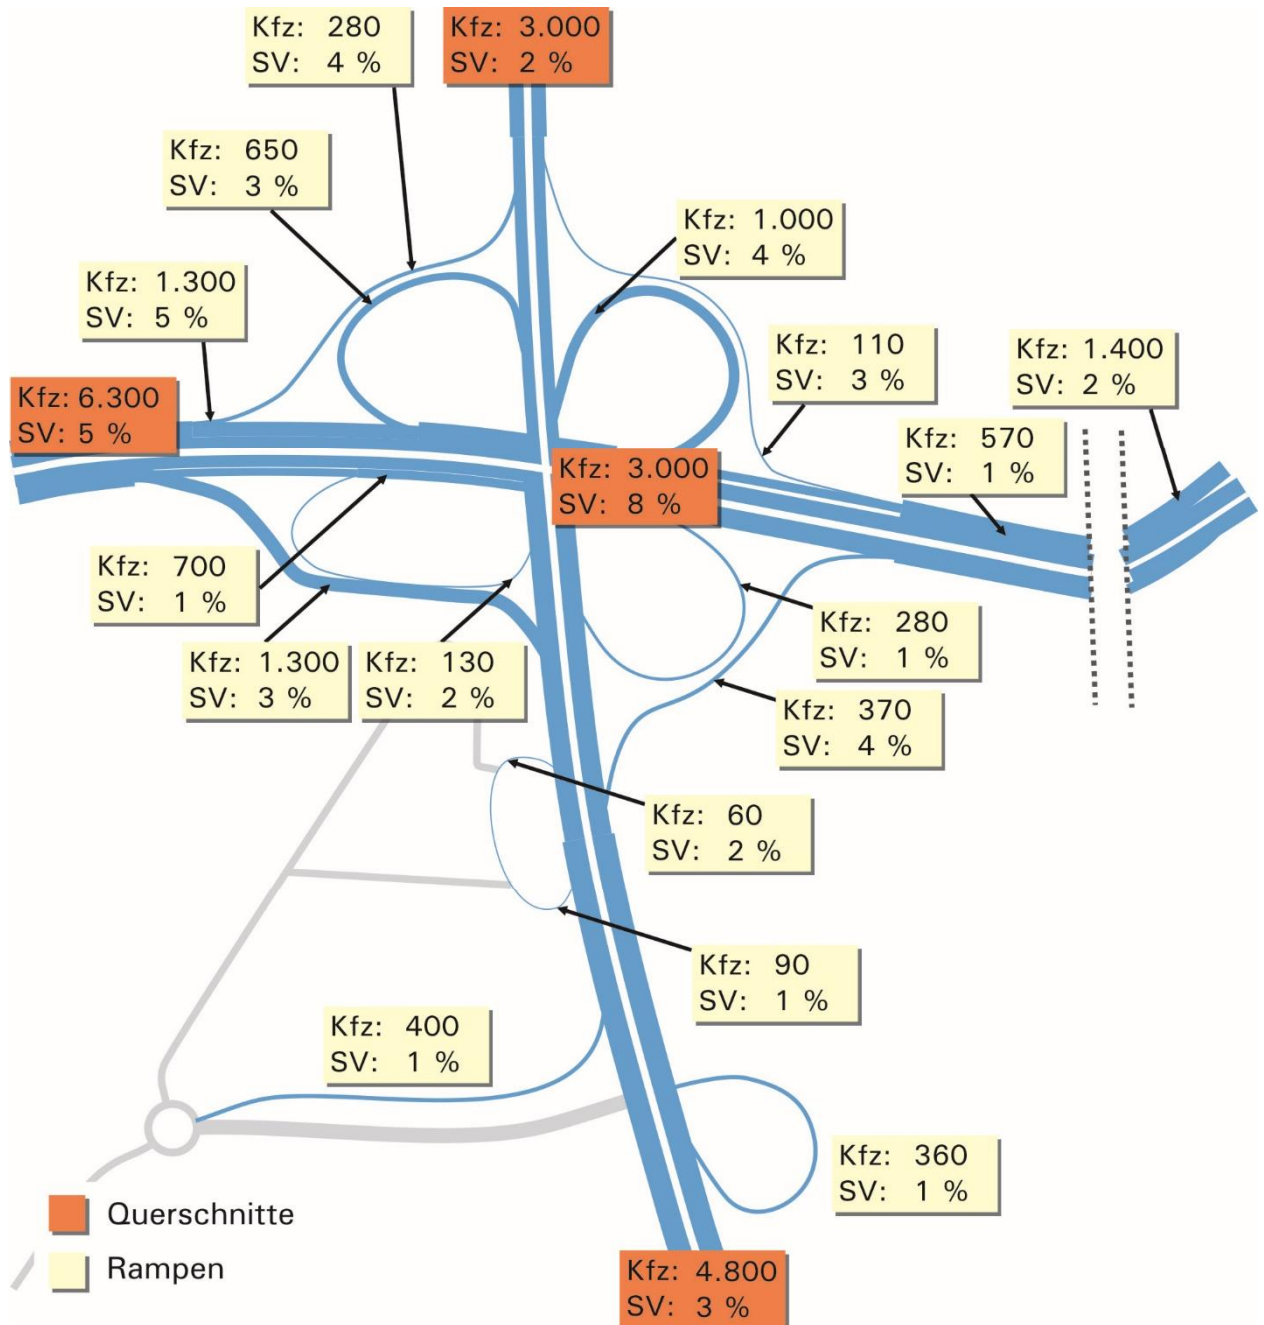 Kfz: 280
SV: 4 %
Kfz: 3.000
SV: 2 %
Kfz: 650
SV: 3 %
Kfz: 1.000
SV: 4 %
Kfz: 1.300
SV: 5 %
Kfz: 110
SV: 3 %
Kfz: 1.400
SV: 2 %
Kfz: 6.300
SV: 5 %
Kfz: 570
SV: 1 %
Kfz: 3.000
SV: 8 %
Kfz: 700
SV: 1 %
Kfz: 280
SV: 1 %
Kfz: 1.300
SV: 3 %
Kfz: 130
SV: 2 %
Kfz: 370
SV: 4 %
Kfz: 60
SV: 2 %
Kfz: 90
SV: 1 %
Kfz: 400
SV: 1 %
Kfz: 360
SV: 1 %
Querschnitte
Rampen
Kfz: 4.800
SV: 3 %